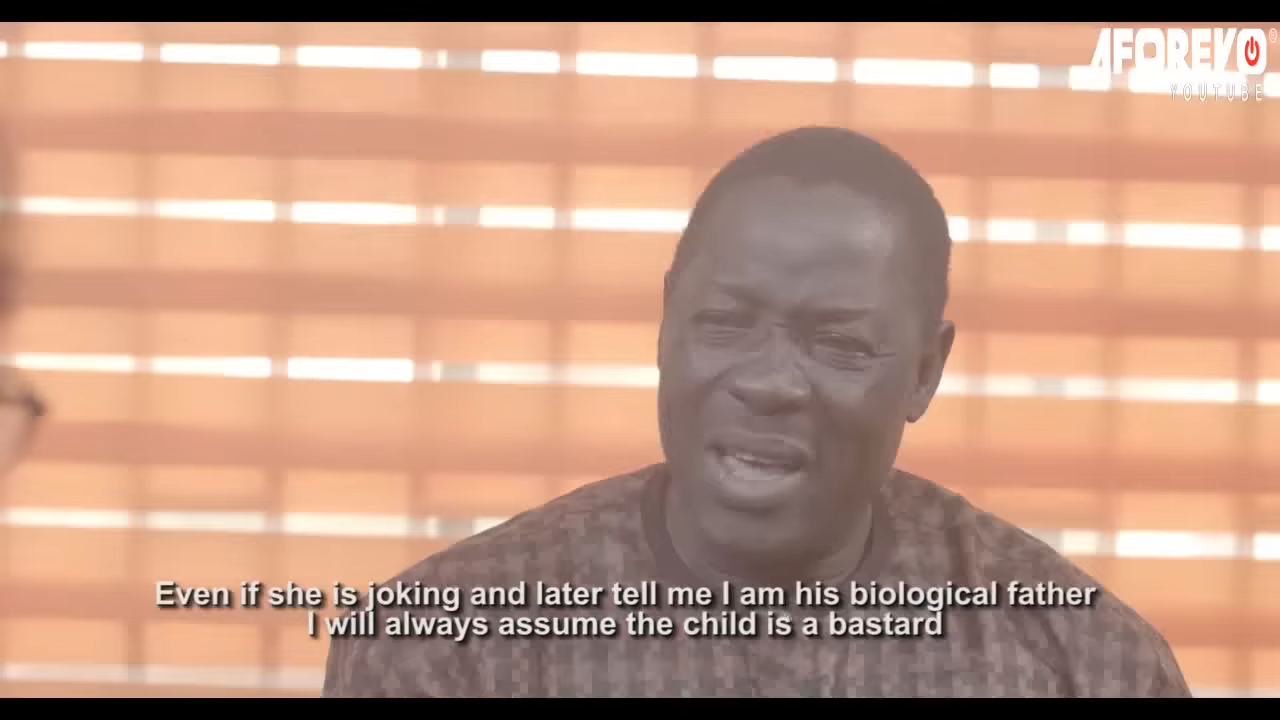 AFOREVO
YOUTUBE
Even if she is joking and later tell me I am his biological father
I will always assume the child is a bastard